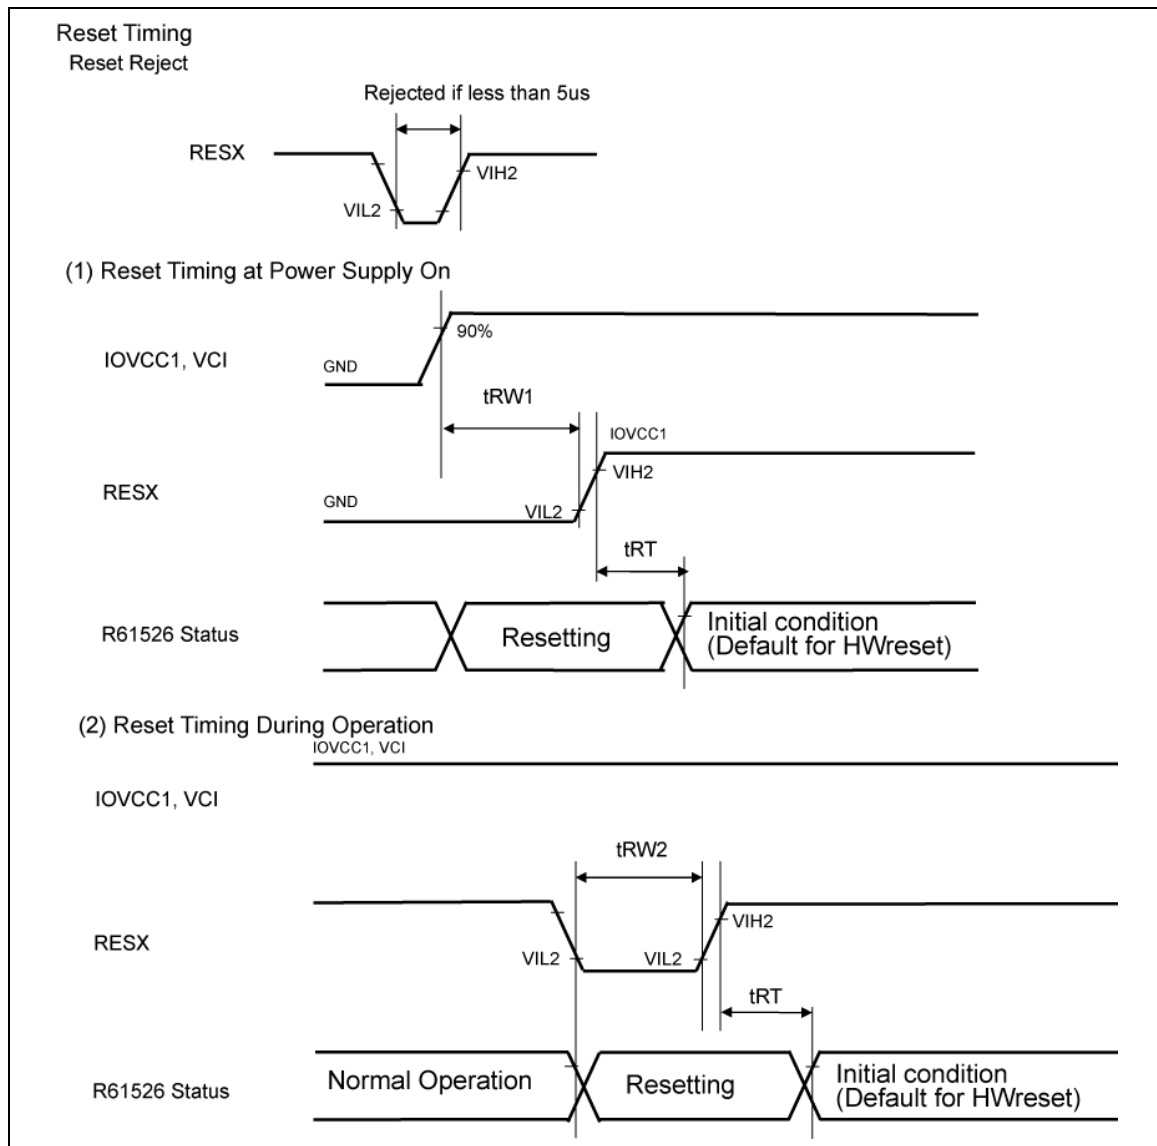 Reset Timing
Reset Reject
Rejected if less than 5us
RESX
VIH2
VIL2
(1) Reset Timing at Power Supply On
90%
IOVCC1, VCI
GND
tRW1
IOVCC1
VIH2
RESX
GND
VIL2
tRT
R61526 Status
Resetting
Initial condition
(Default for HWreset)
(2) Reset Timing During Operation
IOVCC1, VCI
IOVCC1, VCI
tRW2
VIH2
RESX
VIL2
VIL2
tRT
R61526 Status
Normal Operation
Resetting
Initial condition
(Default for HWreset)